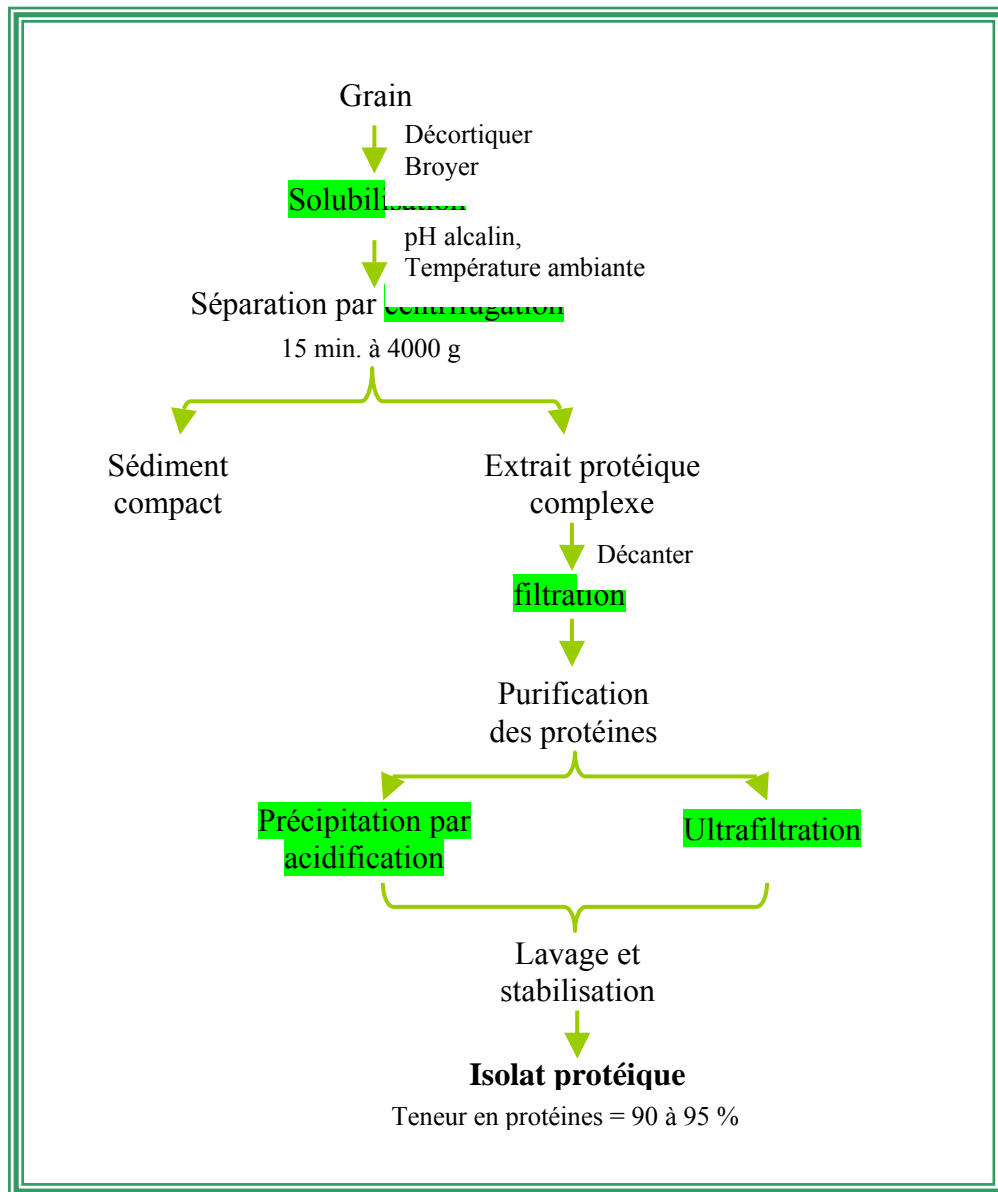 Grain
Décortiquer
Broyer
Solubilisation
pH alcalin,
Température ambiante
Séparation par centrifugation
15 min. à 4000 g
Sédiment
compact
Extrait protéique
complexe
Décanter
filtration
Purification
des protéines
Précipitation par
acidification
Ultrafiltration
Lavage et
stabilisation
Isolat protéique
Teneur en protéines = 90 à 95 %